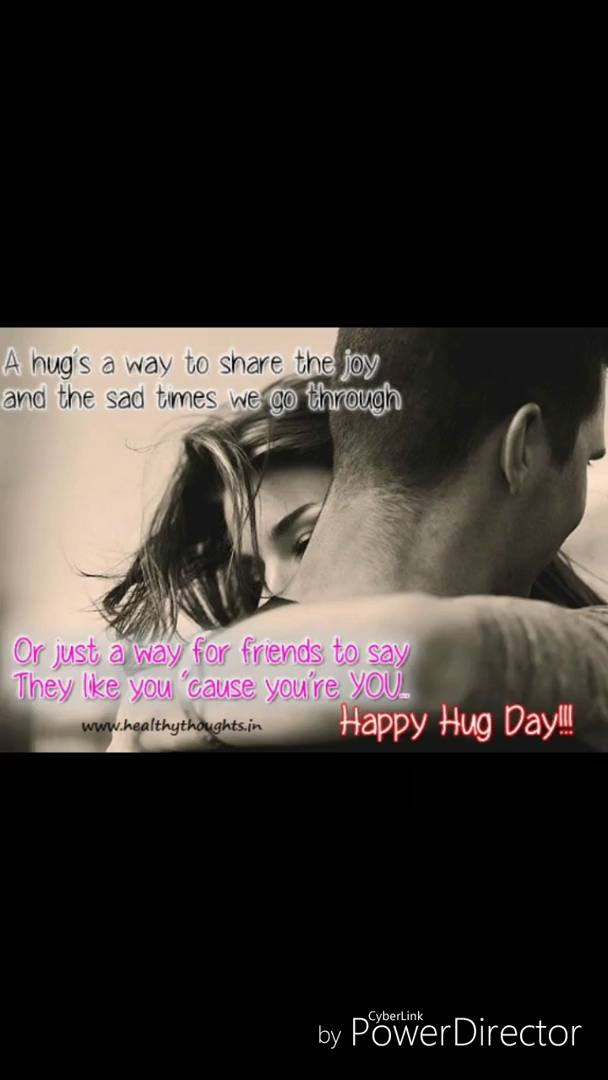 A hug's a way to share the joy
and the sad times we go through
Or just a way for friends to say
They like you 'cause you're YOU...
www.healthythoughts.in
Happy Hug Day!!!
CyberLink
by PowerDirector